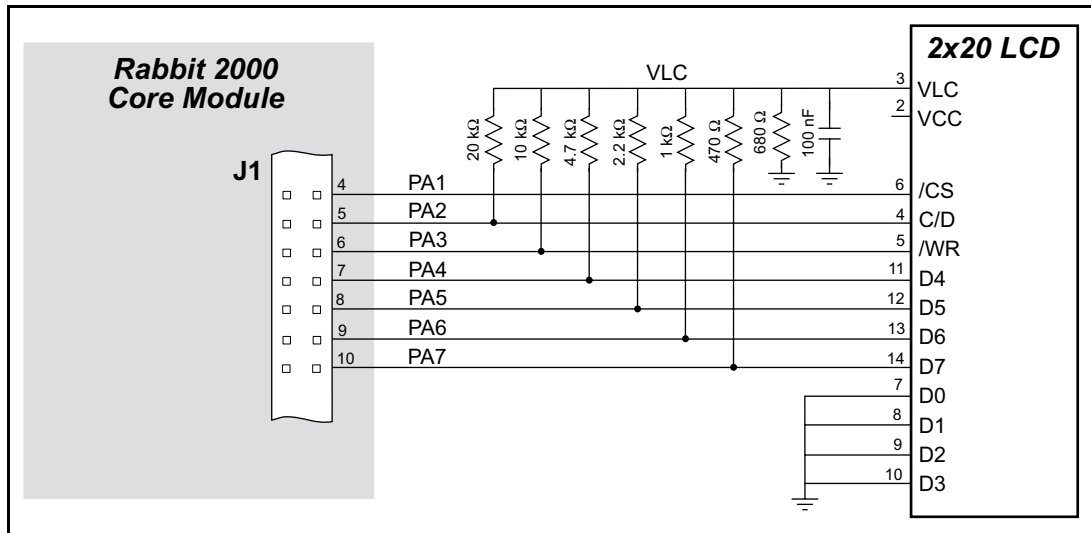 Rabbit 2000
Core Module
2x20 LCD
VLC
3 VLC
2 VCC
20 kΩ
10 kΩ
4.7 kΩ
2.2 kΩ
1 kΩ
470 Ω
680 Ω
100 nF
J1
4 PA1 6 /CS
5 PA2 4 C/D
6 PA3 5 /WR
7 PA4 11 D4
8 PA5 12 D5
9 PA6 13 D6
10 PA7 14 D7
7 D0
8 D1
9 D2
10 D3